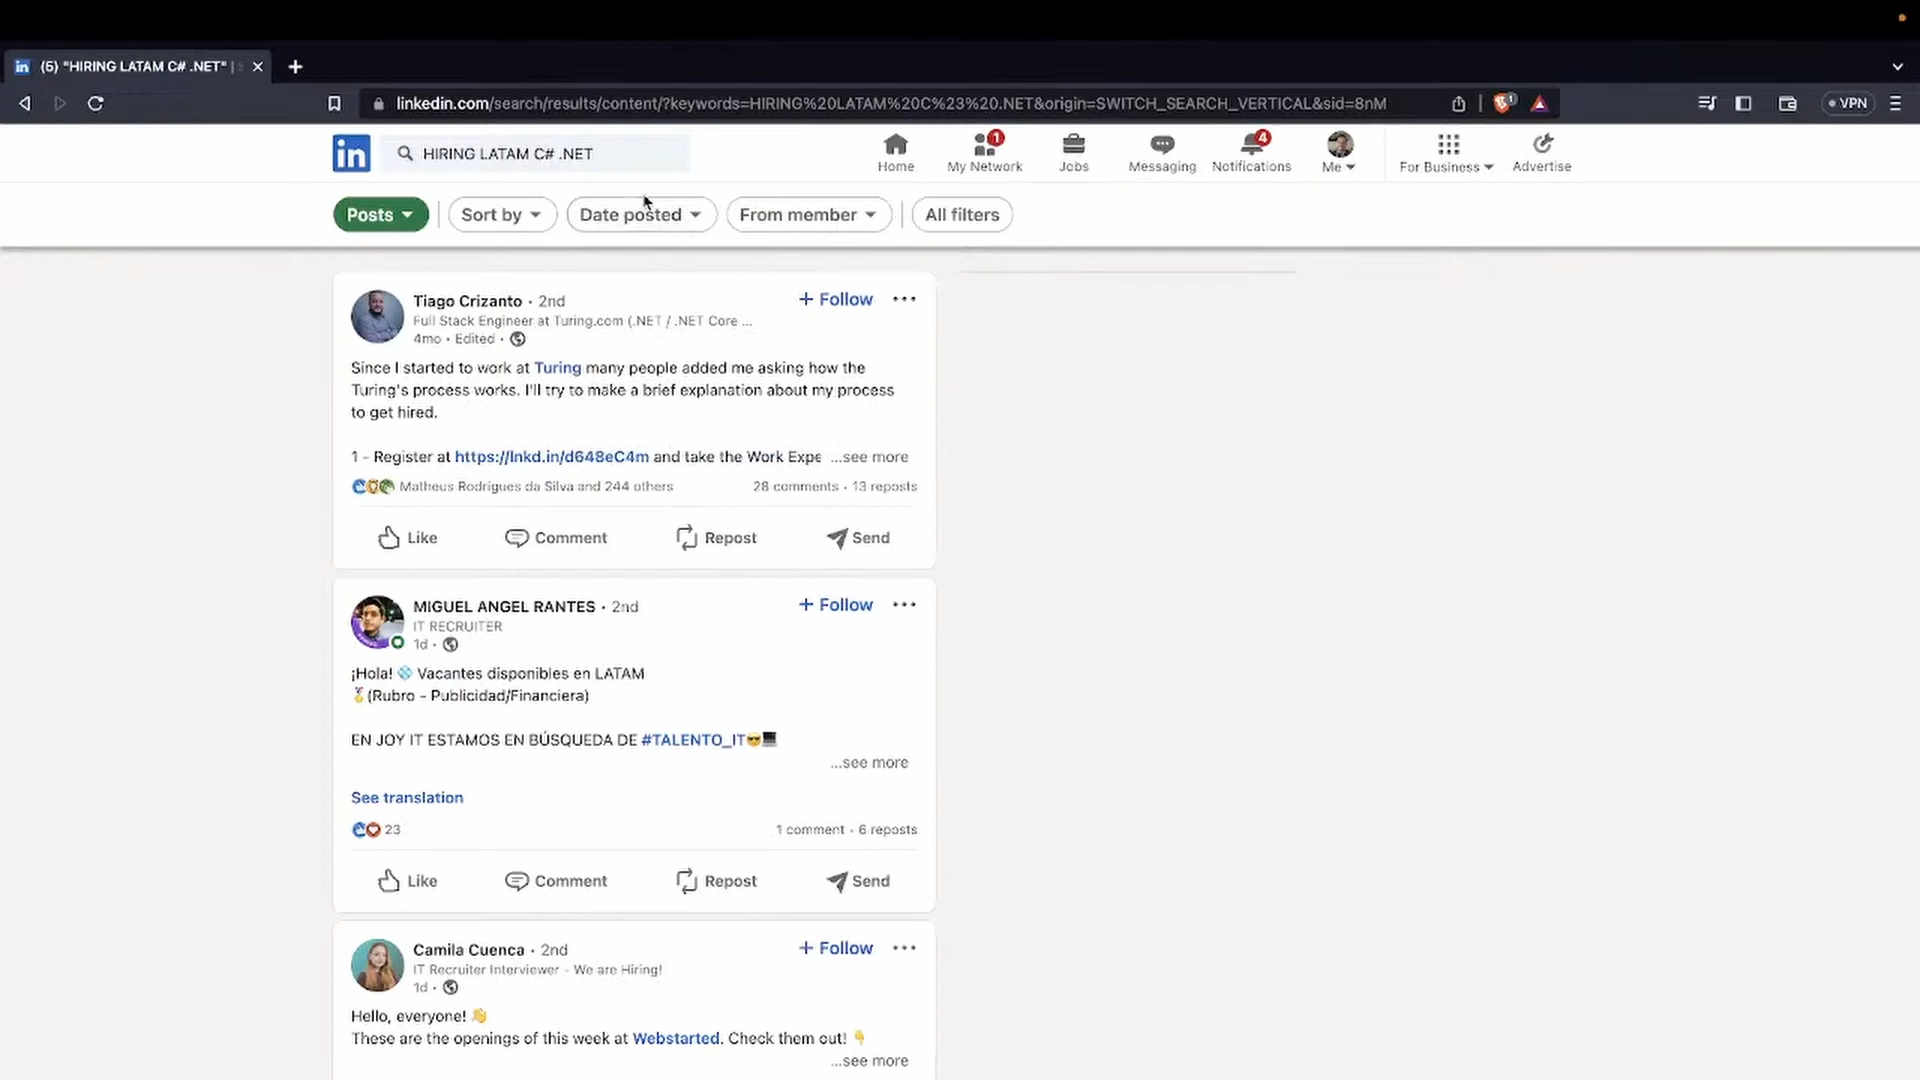 (5) "HIRING LATAM C# .NET" | S
linkedin.com/search/results/content/?keywords=HIRING%20LATAM%20C%23%20.NET&origin=SWITCH_SEARCH_VERTICAL&sid=8nM
1
VPN
in
HIRING LATAM C# .NET
Home
1
My Network
Jobs
Messaging
4
Notifications
Me
For Business
Advertise
Posts
Sort by
Date posted
From member
All filters
Tiago Crizanto • 2nd
+ Follow
Full Stack Engineer at Turing.com (.NET / .NET Core ...
4mo • Edited •
Since I started to work at Turing many people added me asking how the
Turing's process works. I'll try to make a brief explanation about my process
to get hired.
1 - Register at https://lnkd.in/d648eC4m and take the Work Expe ...see more
Matheus Rodrigues da Silva and 244 others
28 comments • 13 reposts
Like
Comment
Repost
Send
MIGUEL ANGEL RANTES • 2nd
+ Follow
IT RECRUITER
1d •
¡Hola! 💠 Vacantes disponibles en LATAM
🏅(Rubro - Publicidad/Financiera)
EN JOY IT ESTAMOS EN BÚSQUEDA DE #TALENTO_IT😎💻
...see more
See translation
23
1 comment • 6 reposts
Like
Comment
Repost
Send
Camila Cuenca • 2nd
+ Follow
IT Recruiter Interviewer - We are Hiring!
1d •
Hello, everyone! 👋
These are the openings of this week at Webstarted. Check them out! 👇
...see more